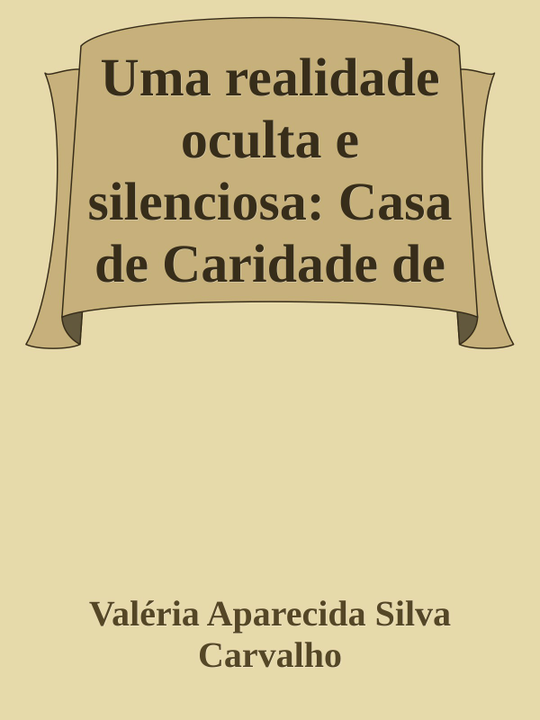 Uma realidade
oculta e
silenciosa: Casa
de Caridade de
Valéria Aparecida Silva
Carvalho